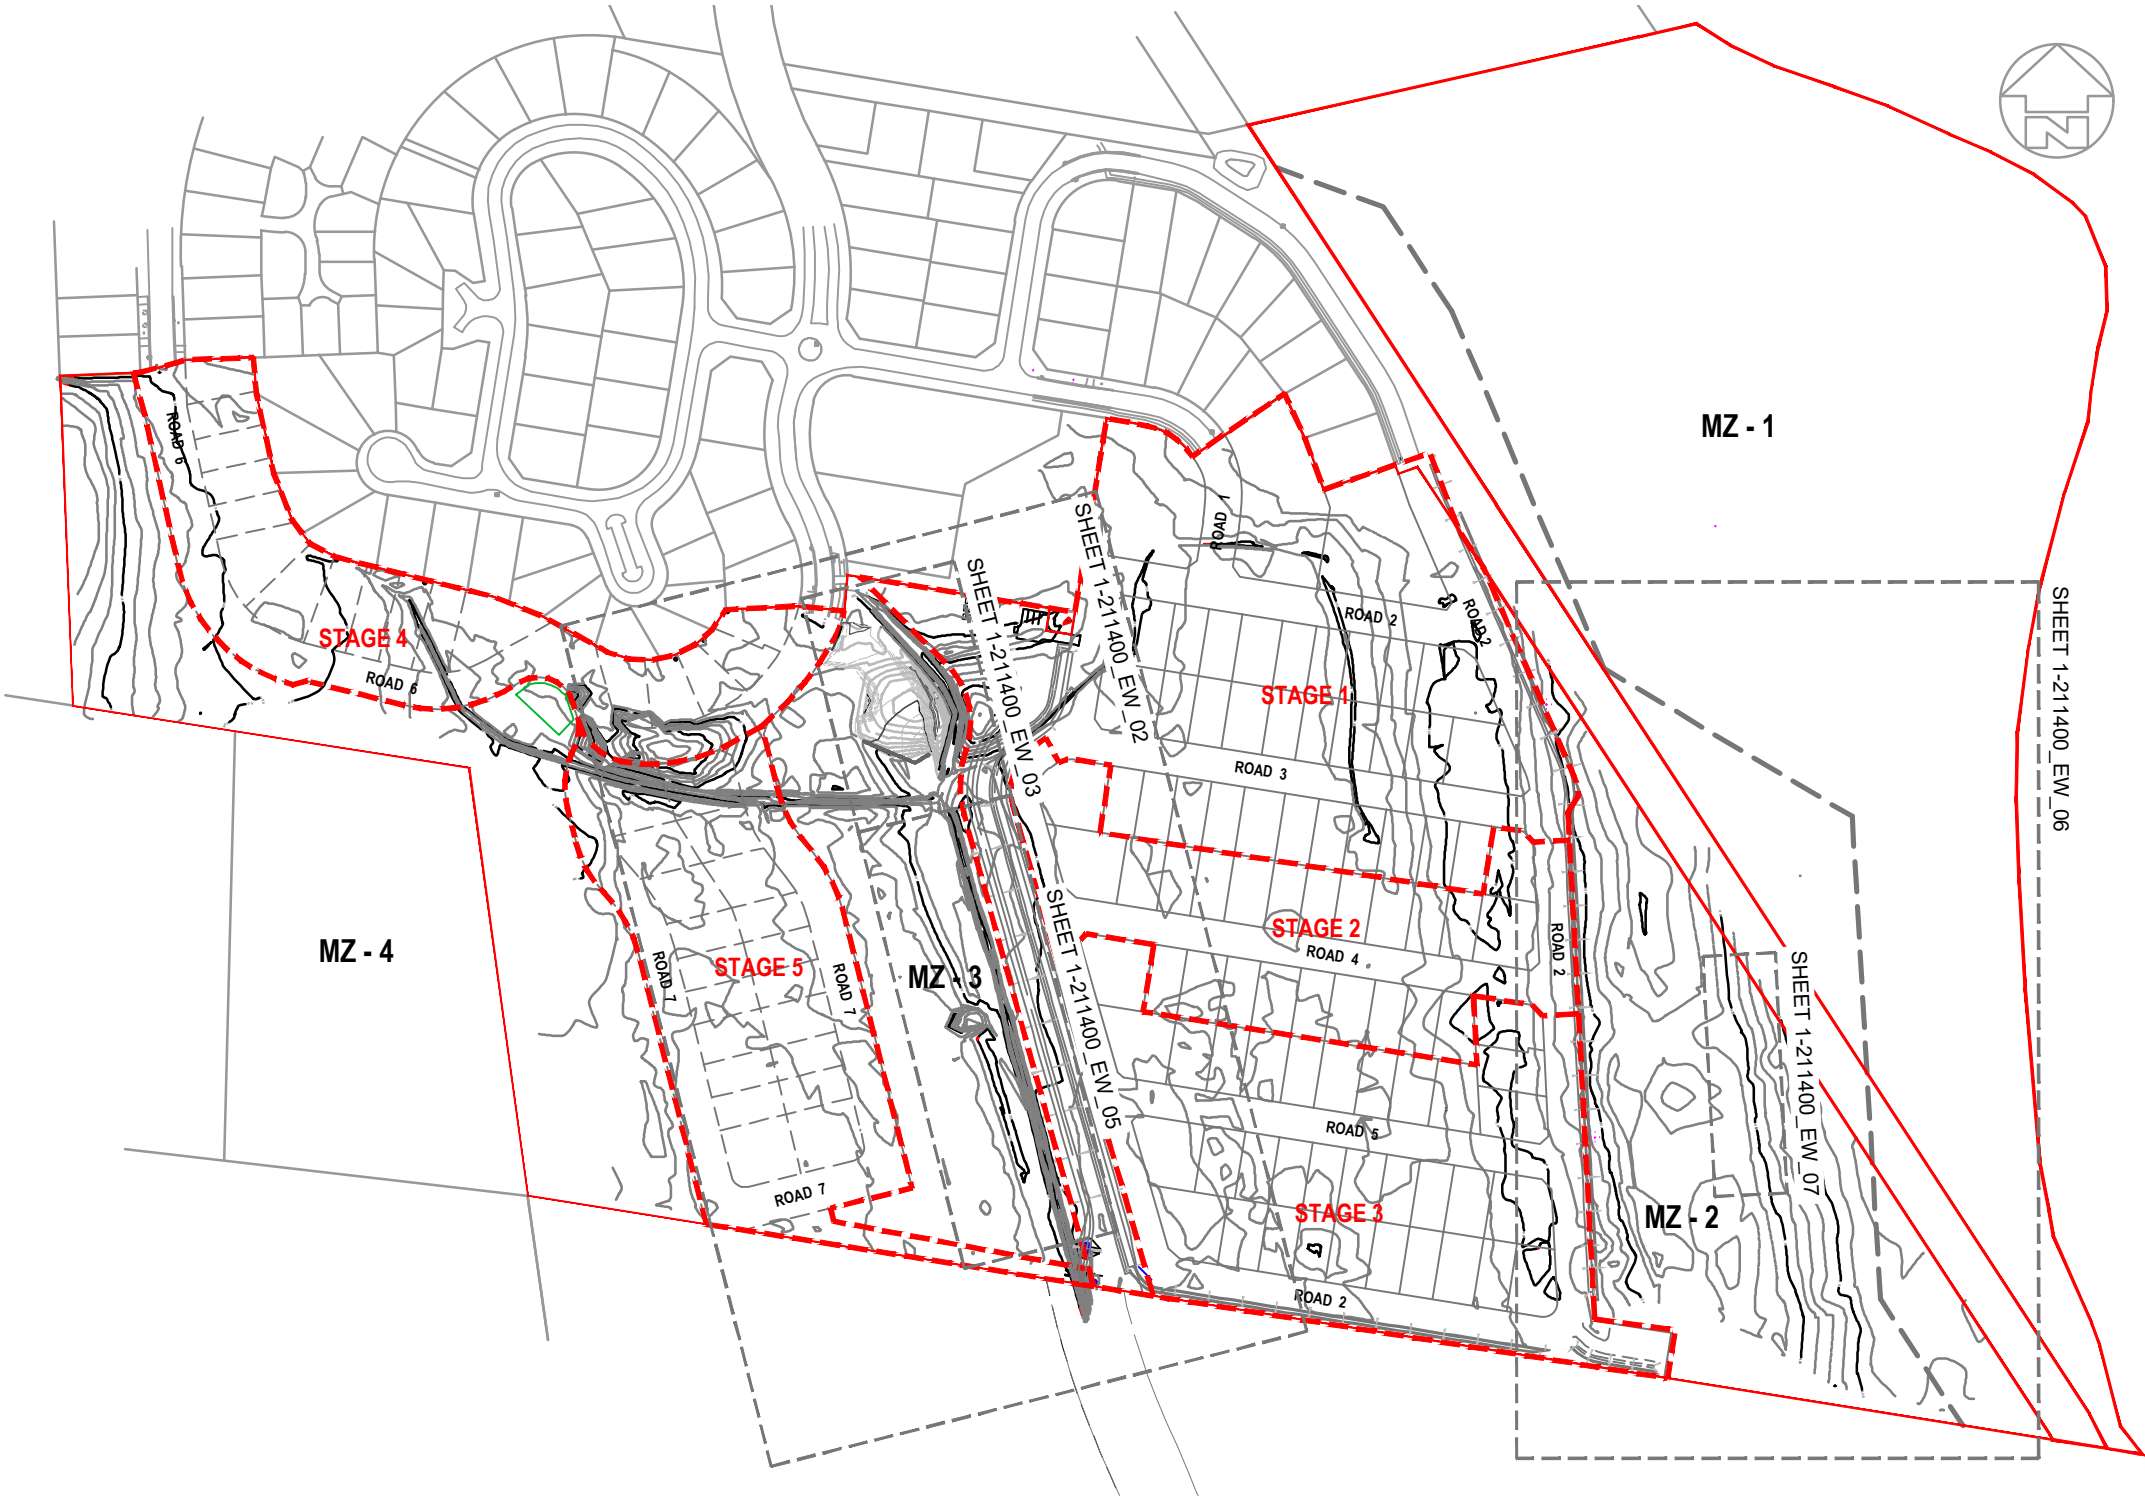 N
MZ - 1
ROAD 6
ROAD 1
SHEET 1-211400_EW_02
SHEET 1-211400_EW_03
SHEET 1-211400_EW_06
ROAD 2
ROAD 2
STAGE 4
ROAD 6
STAGE 1
ROAD 3
STAGE 2
ROAD 4
ROAD 2
MZ - 4
STAGE 5
ROAD 7
ROAD 7
MZ - 3
SHEET 1-211400_EW_05
SHEET 1-211400_EW_07
ROAD 5
ROAD 7
STAGE 3
MZ - 2
ROAD 2